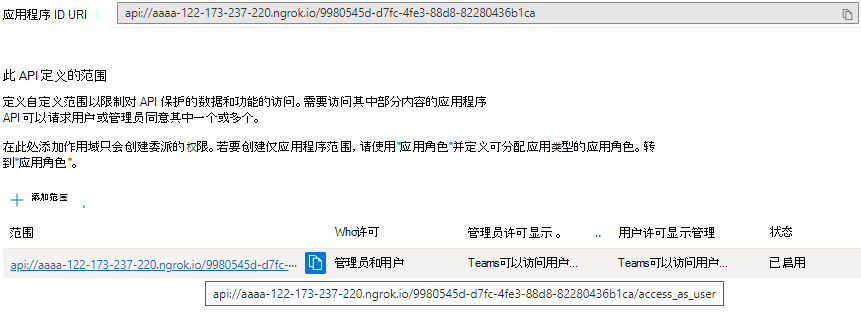 应用程序 ID URI api://aaaa-122-173-237-220.ngrok.io/9980545d-d7fc-4fe3-88d8-82280436b1ca
此 API 定义的范围
定义自定义范围以限制对 API 保护的数据和功能的访问。需要访问其中部分内容的应用程序
API 可以请求用户或管理员同意其中一个或多个。
在此处添加作用域只会创建委派的权限。若要创建仅应用程序范围，请使用"应用角色"并定义可分配应用类型的应用角色。转
到"应用角色"。
添加范围
范围 Who许可 管理员许可显示 。 .. 用户许可显示管理 状态
api://aaaa-122-173-237-220.ngrok.io/9980545d-d7fc-... 管理员和用户 Teams可以访问用户... Teams可以访问用户... 已启用
api://aaaa-122-173-237-220.ngrok.io/9980545d-d7fc-4fe3-88d8-82280436b1ca/access_as_user